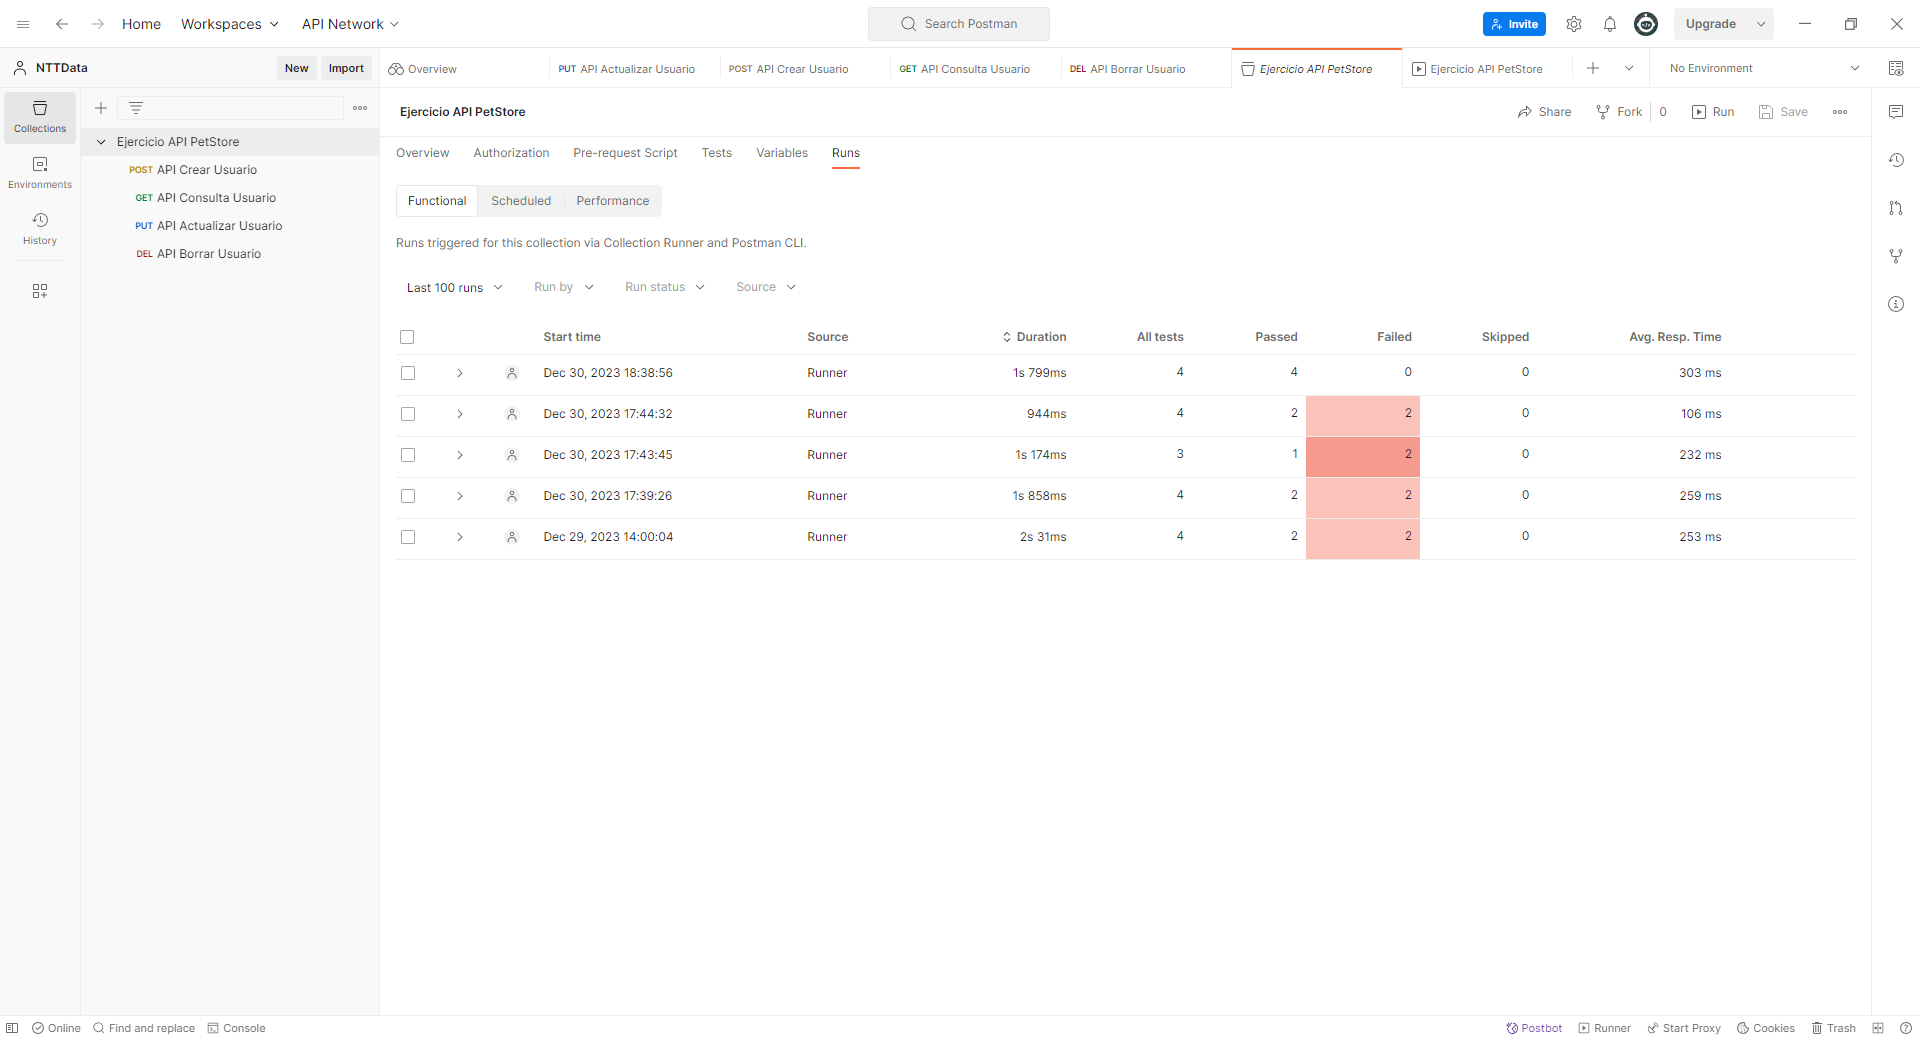 Home Workspaces API Network Search Postman Invite Upgrade
NTTData New Import Overview PUT API Actualizar Usuario POST API Crear Usuario GET API Consulta Usuario DEL API Borrar Usuario Ejercicio API PetStore Ejercicio API PetStore No Environment
Collections
Environments
History
Ejercicio API PetStore
POST API Crear Usuario
GET API Consulta Usuario
PUT API Actualizar Usuario
DEL API Borrar Usuario
Ejercicio API PetStore Share Fork 0 Run Save
Overview Authorization Pre-request Script Tests Variables Runs
Functional Scheduled Performance
Runs triggered for this collection via Collection Runner and Postman CLI.
Last 100 runs Run by Run status Source
Start time Source Duration All tests Passed Failed Skipped Avg. Resp. Time
Dec 30, 2023 18:38:56 Runner 1s 799ms 4 4 0 0 303 ms
Dec 30, 2023 17:44:32 Runner 944ms 4 2 2 0 106 ms
Dec 30, 2023 17:43:45 Runner 1s 174ms 3 1 2 0 232 ms
Dec 30, 2023 17:39:26 Runner 1s 858ms 4 2 2 0 259 ms
Dec 29, 2023 14:00:04 Runner 2s 31ms 4 2 2 0 253 ms
Online Find and replace Console Postbot Runner Start Proxy Cookies Trash